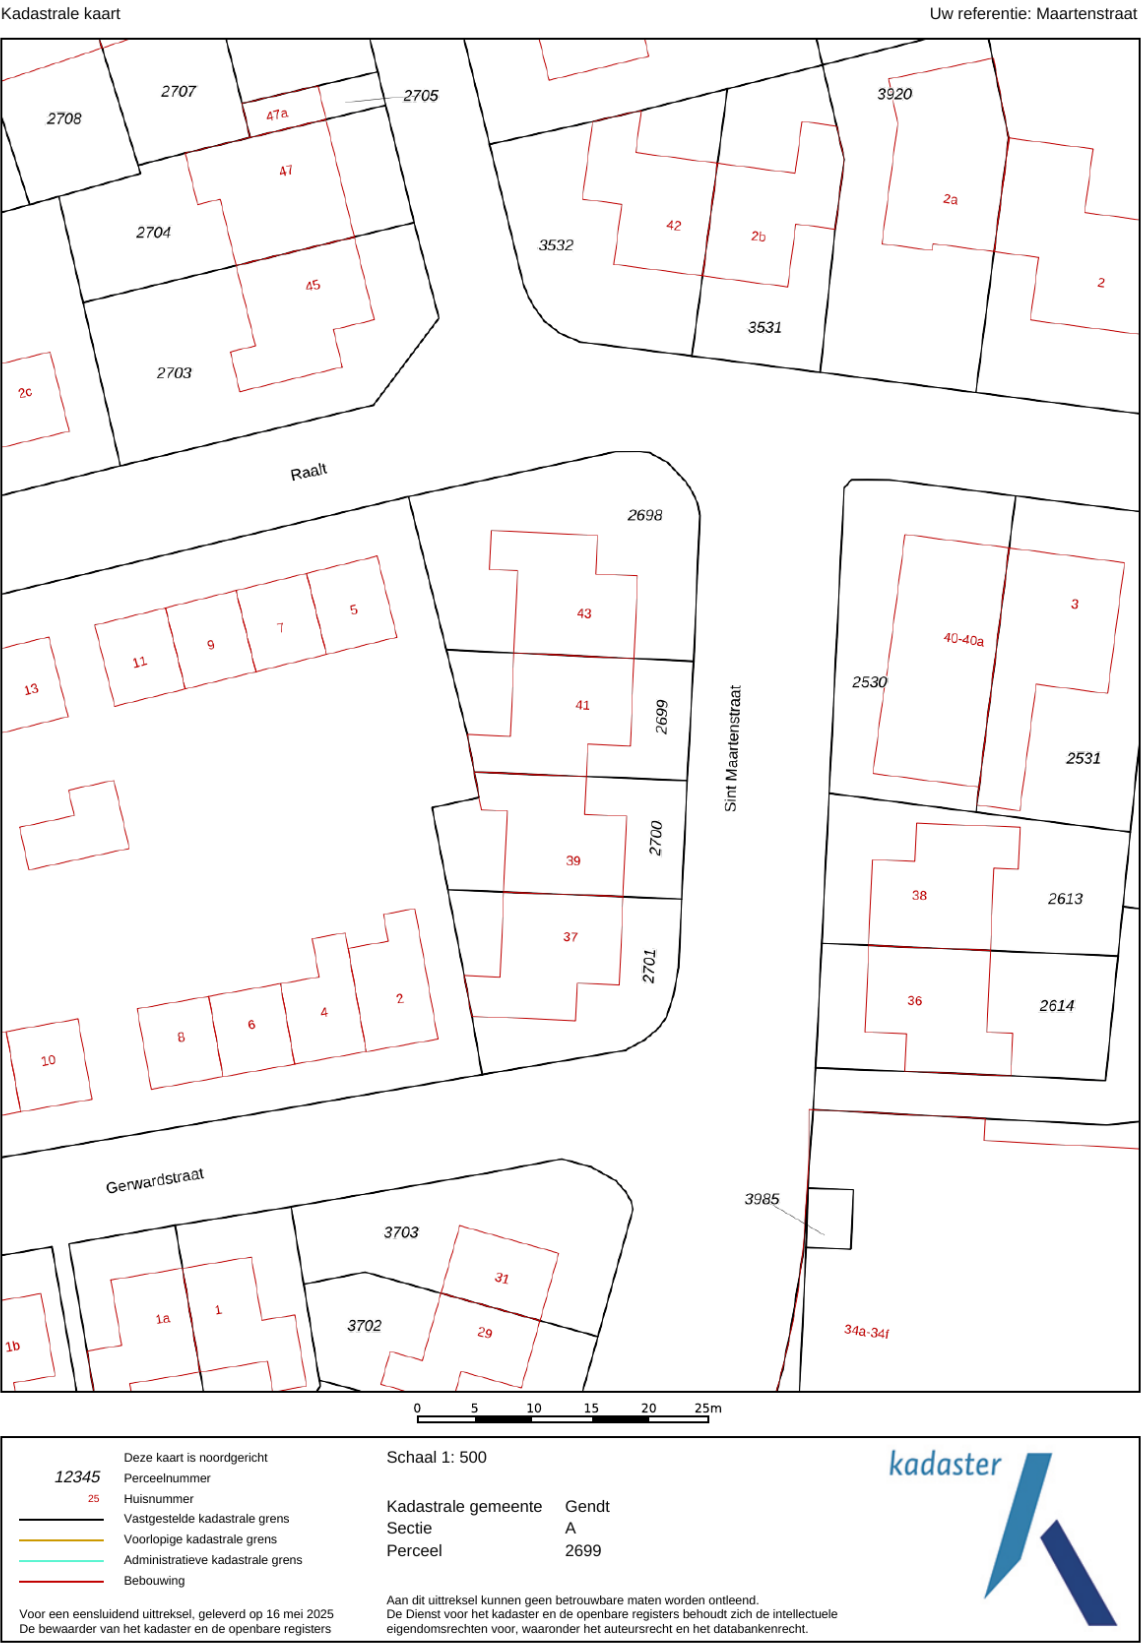 Kadastrale kaart
Uw referentie: Maartenstraat
2707
2708
47a
2705
3920
47
2a
2704
42
2b
3532
45
2
3531
2703
2c
Raalt
2698
5
43
3
7
9
11
40-40a
13
2530
41
2699
Sint Maartenstraat
2531
2700
39
38
2613
37
2701
2
36
2614
4
6
8
10
Gerwardstraat
3985
3703
31
1a
1
3702
29
34a-34f
1b
0 5 10 15 20 25m
Deze kaart is noordgericht
12345 Perceelnummer
25 Huisnummer
Vastgestelde kadastrale grens
Voorlopige kadastrale grens
Administratieve kadastrale grens
Bebouwing
Voor een eensluidend uittreksel, geleverd op 16 mei 2025
De bewaarder van het kadaster en de openbare registers
Schaal 1: 500
Kadastrale gemeente Gendt
Sectie A
Perceel 2699
Aan dit uittreksel kunnen geen betrouwbare maten worden ontleend.
De Dienst voor het kadaster en de openbare registers behoudt zich de intellectuele
eigendomsrechten voor, waaronder het auteursrecht en het databankenrecht.
kadaster